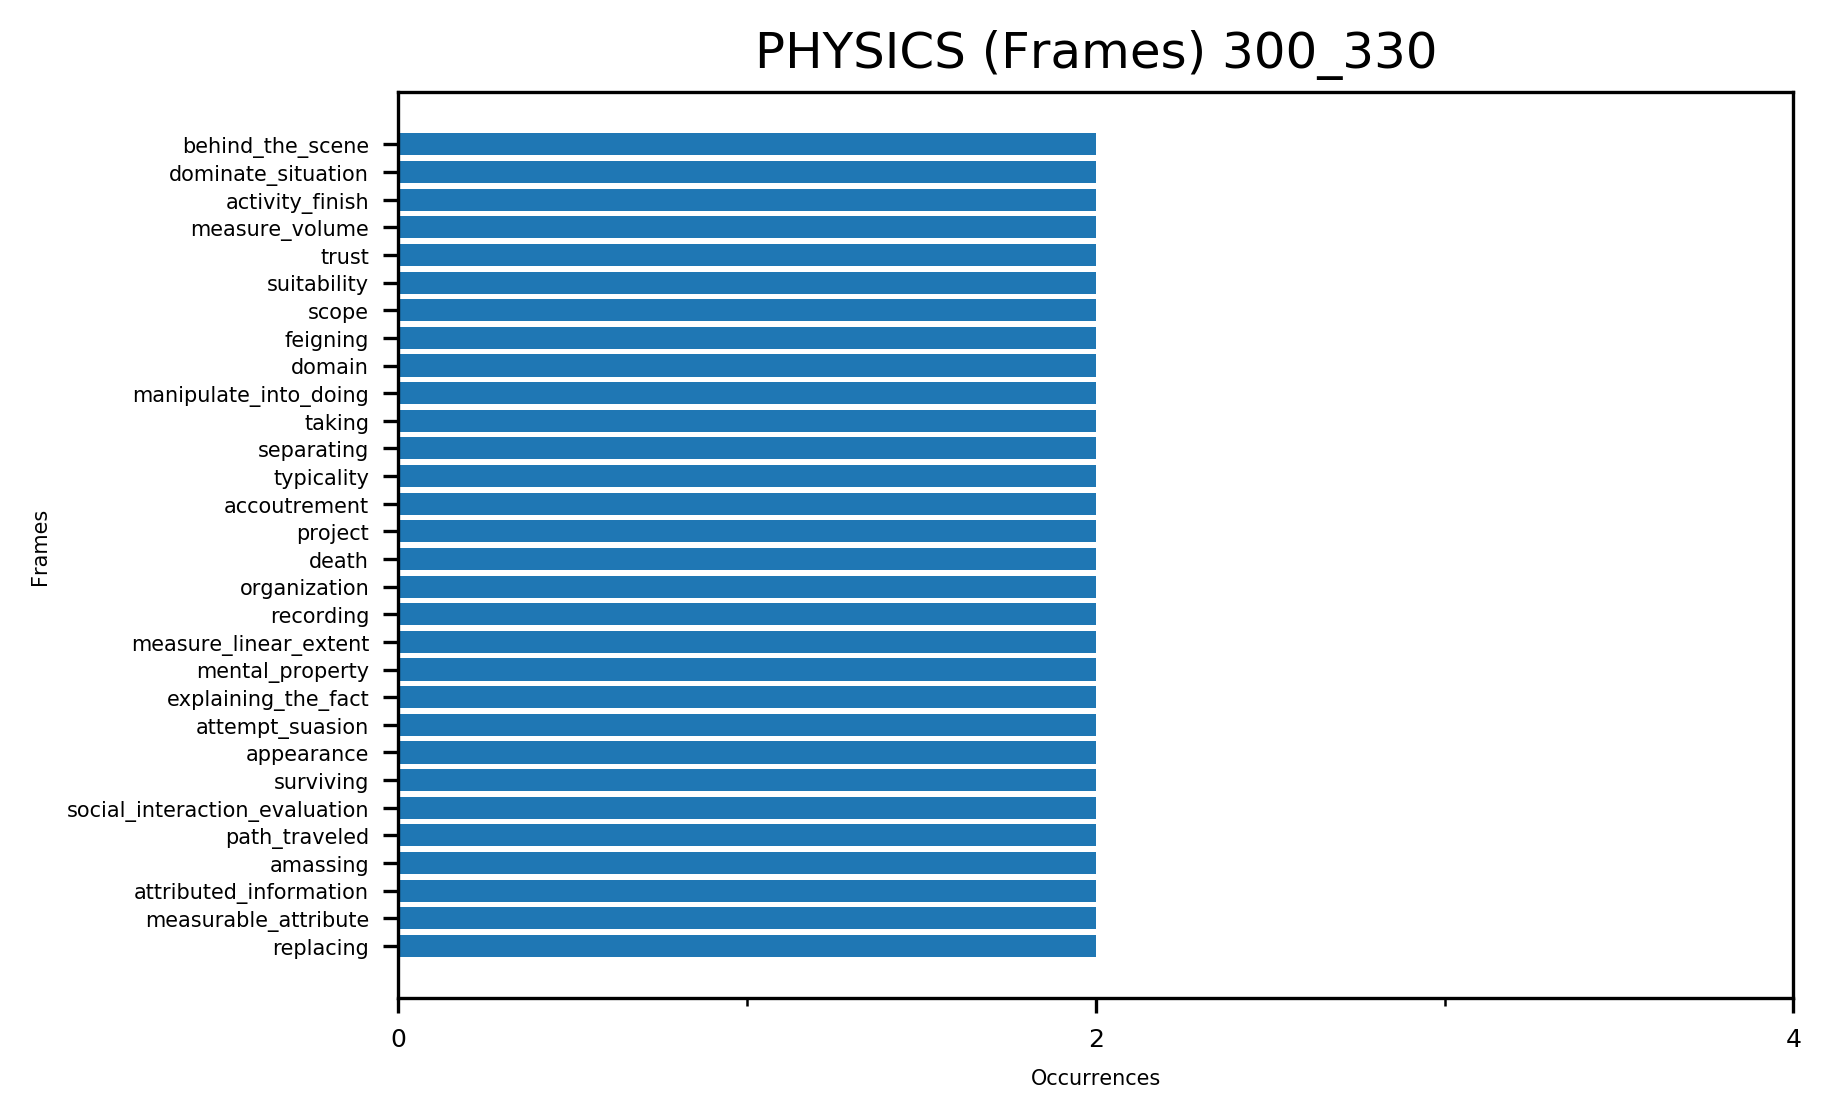 PHYSICS (Frames) 300_330
behind_the_scene
dominate_situation
activity_finish
measure_volume
trust
suitability
scope
feigning
domain
manipulate_into_doing
taking
separating
typicality
accoutrement
project
death
organization
recording
measure_linear_extent
mental_property
explaining_the_fact
attempt_suasion
appearance
surviving
social_interaction_evaluation
path_traveled
amassing
attributed_information
measurable_attribute
replacing
Frames
0 2 4
Occurrences